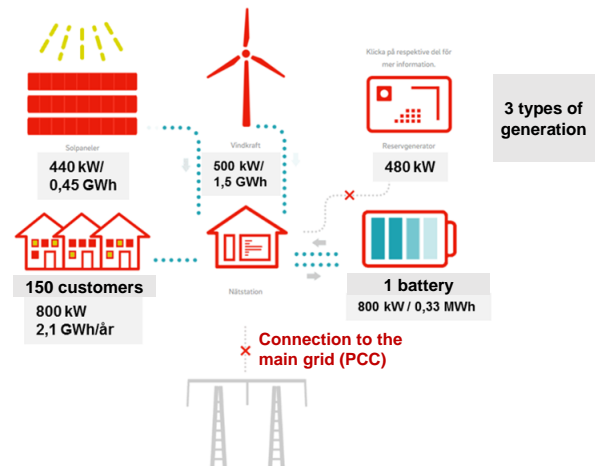 Klicka på respektive del för
mer information.
3 types of
generation
Solpaneler
Vindkraft
Reservgenerator
440 kW/
0,45 GWh
500 kW/
1,5 GWh
480 kW
150 customers
800 kW
2,1 GWh/år
Nätstation
1 battery
800 kW / 0,33 MWh
Connection to the
main grid (PCC)